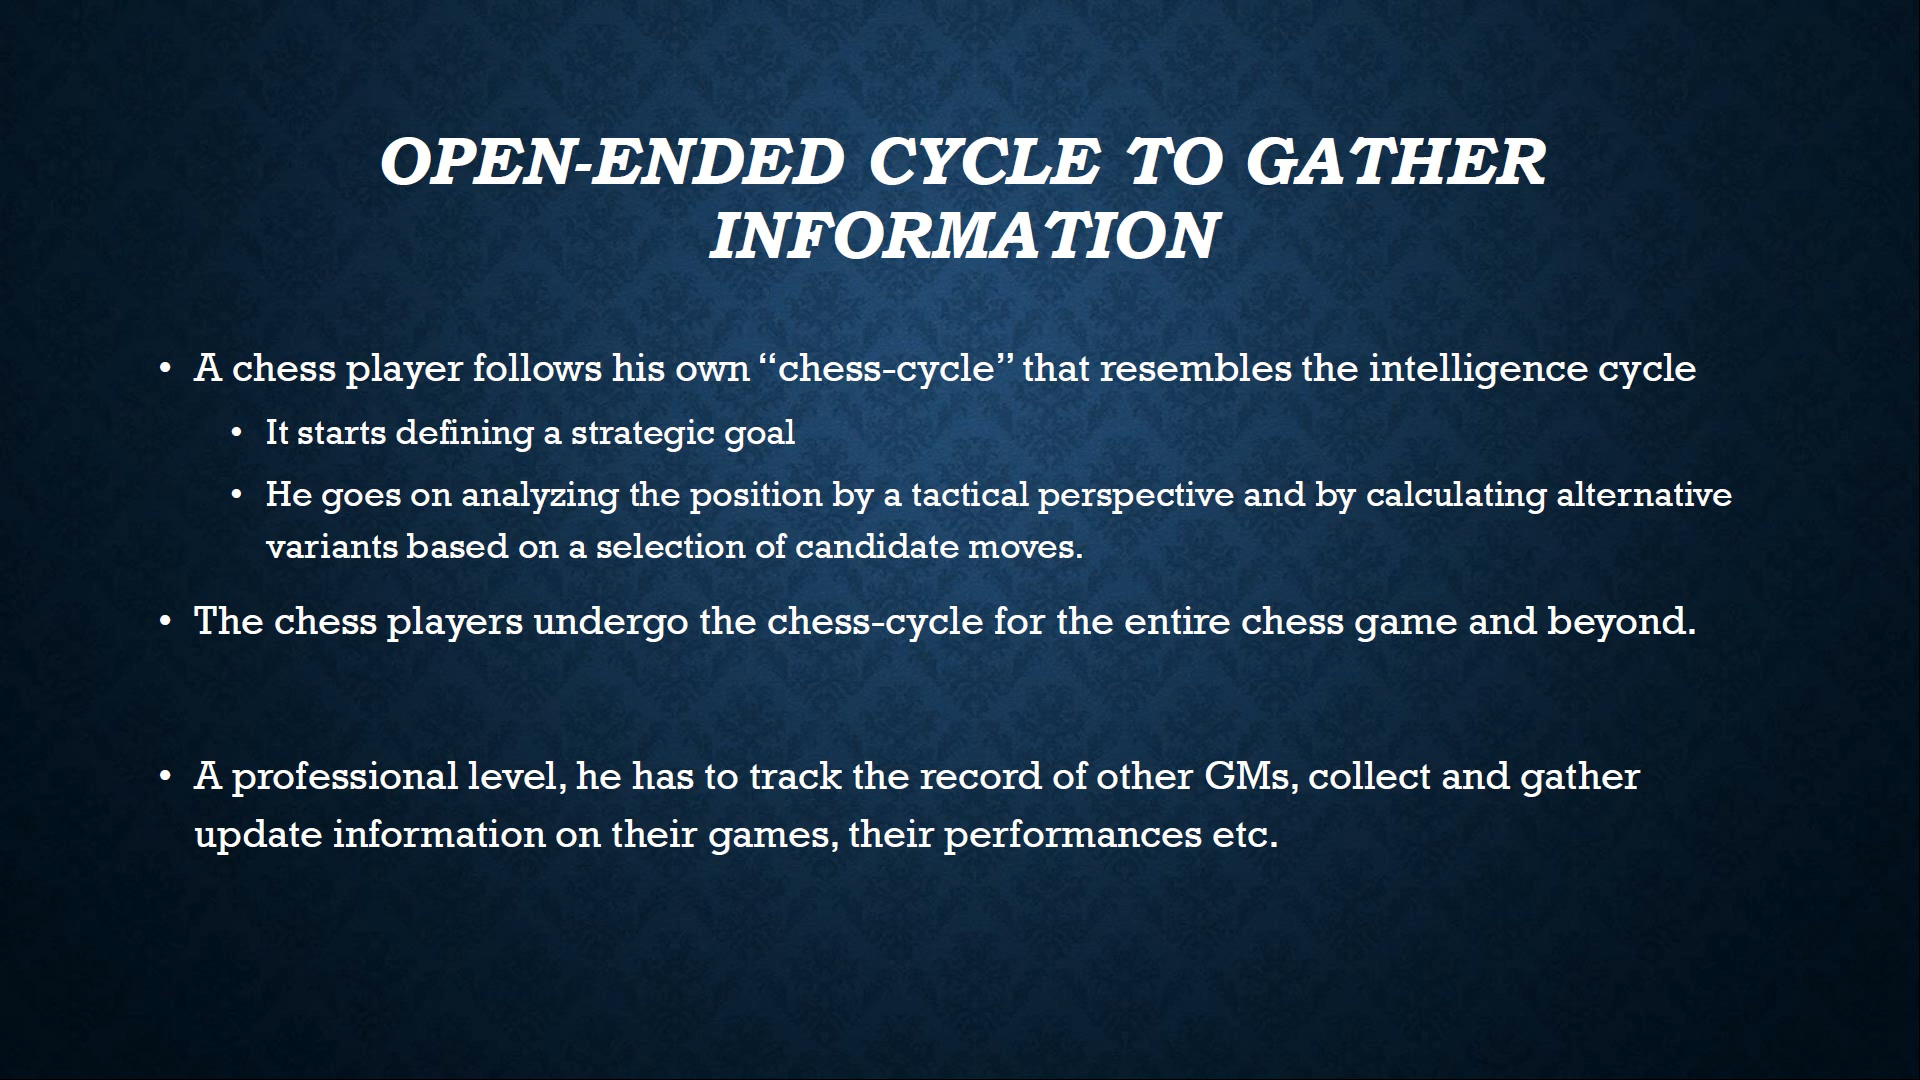 OPEN-ENDED CYCLE TO GATHER
INFORMATION
• A chess player follows his own “chess-cycle” that resembles the intelligence cycle
• It starts defining a strategic goal
• He goes on analyzing the position by a tactical perspective and by calculating alternative
variants based on a selection of candidate moves.
• The chess players undergo the chess-cycle for the entire chess game and beyond.
• A professional level, he has to track the record of other GMs, collect and gather
update information on their games, their performances etc.